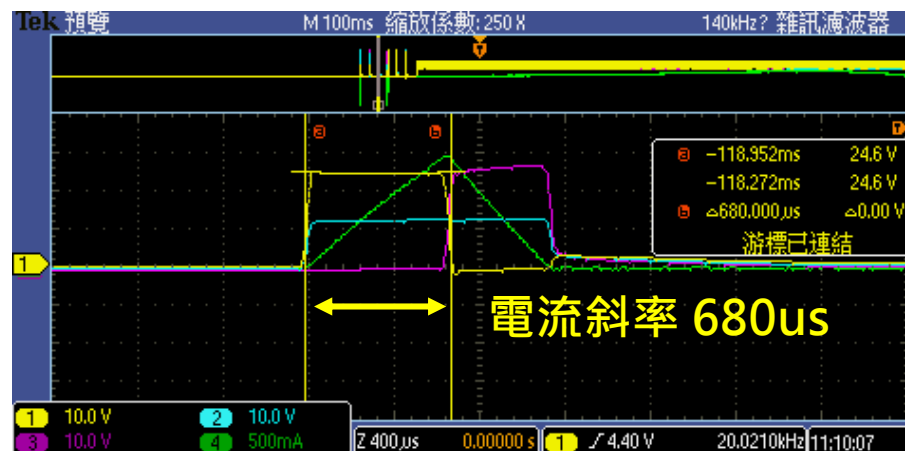 Tek 預覽 M 100ms 縮放係數: 250 X 140kHz? 雜訊濾波器
T
a b T
a -118.952ms 24.6 V
-118.272ms 24.6 V
b △680.000µs △0.00 V
游標已連結
1
電流斜率 680us
1 10.0 V 2 10.0 V
3 10.0 V 4 500mA
Z 400µs 0.00000 s 1 / 4.40 V 20.0210kHz 11:10:07